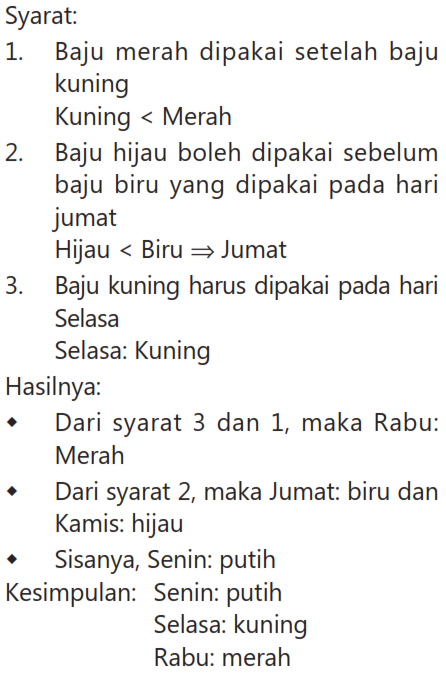 Syarat:
1. Baju merah dipakai setelah baju
kuning
Kuning < Merah
2. Baju hijau boleh dipakai sebelum
baju biru yang dipakai pada hari
jumat
Hijau < Biru ⇒ Jumat
3. Baju kuning harus dipakai pada hari
Selasa
Selasa: Kuning
Hasilnya:
◆ Dari syarat 3 dan 1, maka Rabu:
Merah
◆ Dari syarat 2, maka Jumat: biru dan
Kamis: hijau
◆ Sisanya, Senin: putih
Kesimpulan: Senin: putih
Selasa: kuning
Rabu: merah